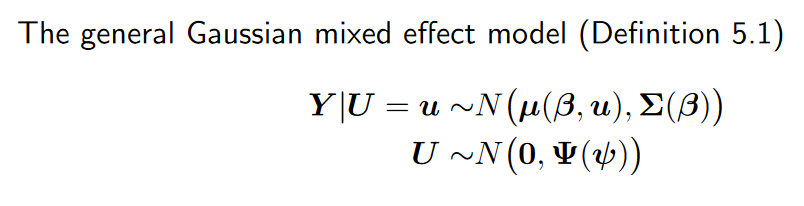 The general Gaussian mixed effect model (Definition 5.1)
Y|U = u ∼N(μ(β, u), Σ(β))
U ∼N(0, Ψ(ψ))